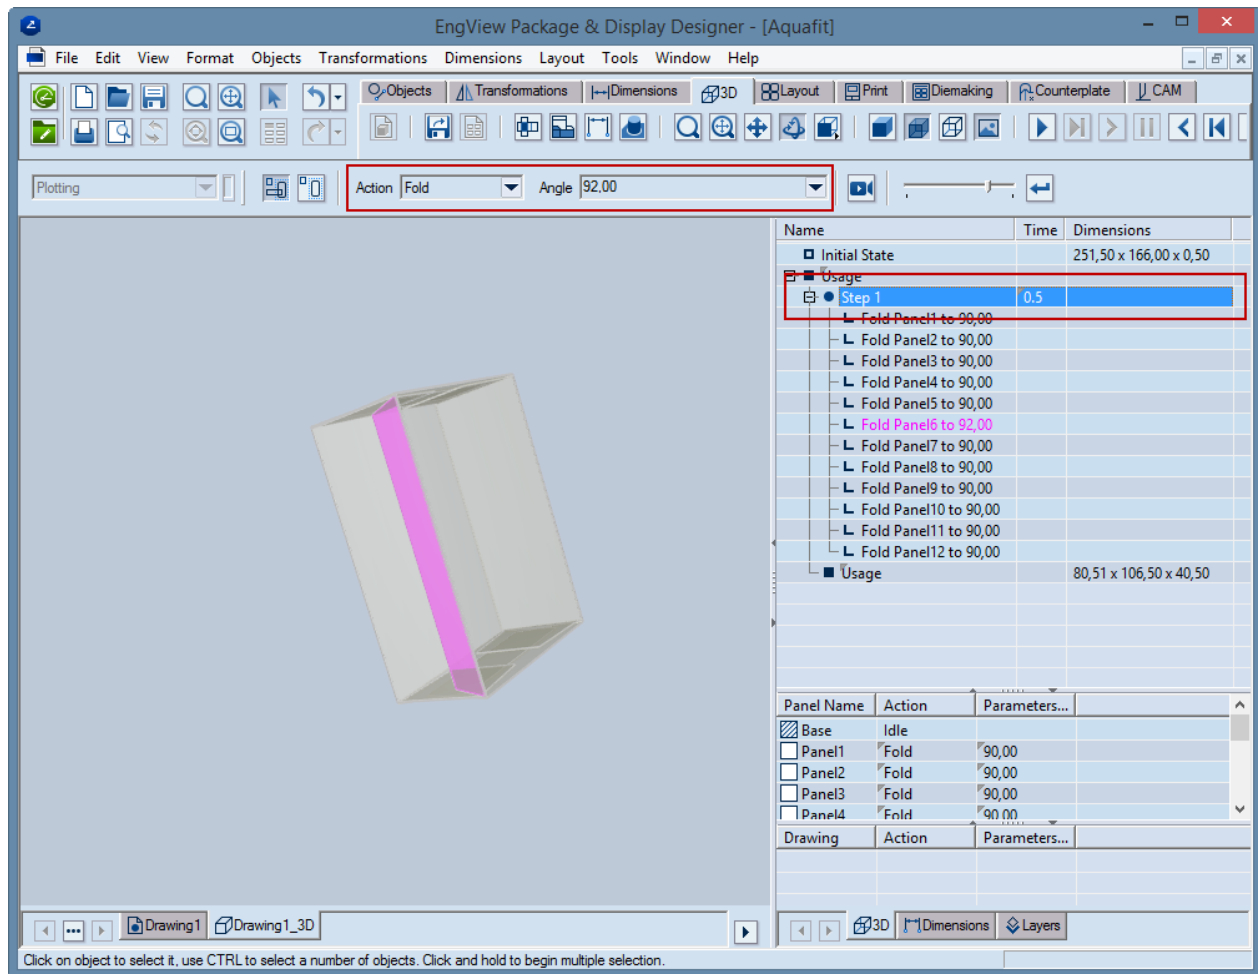 EngView Package & Display Designer - [Aquafit]
File Edit View Format Objects Transformations Dimensions Layout Tools Window Help
Objects Transformations Dimensions 3D Layout Print Diemaking Counterplate CAM
Plotting Action Fold Angle 92,00
Name Time Dimensions
Initial State 251,50 x 166,00 x 0,50
Usage
Step 1 0.5
Fold Panel1 to 90,00
Fold Panel2 to 90,00
Fold Panel3 to 90,00
Fold Panel4 to 90,00
Fold Panel5 to 90,00
Fold Panel6 to 92,00
Fold Panel7 to 90,00
Fold Panel8 to 90,00
Fold Panel9 to 90,00
Fold Panel10 to 90,00
Fold Panel11 to 90,00
Fold Panel12 to 90,00
Usage 80,51 x 106,50 x 40,50
Panel Name Action Parameters...
Base Idle
Panel1 Fold 90,00
Panel2 Fold 90,00
Panel3 Fold 90,00
Panel4 Fold 90,00
Drawing Action Parameters...
Drawing1 Drawing1_3D
3D Dimensions Layers
Click on object to select it, use CTRL to select a number of objects. Click and hold to begin multiple selection.